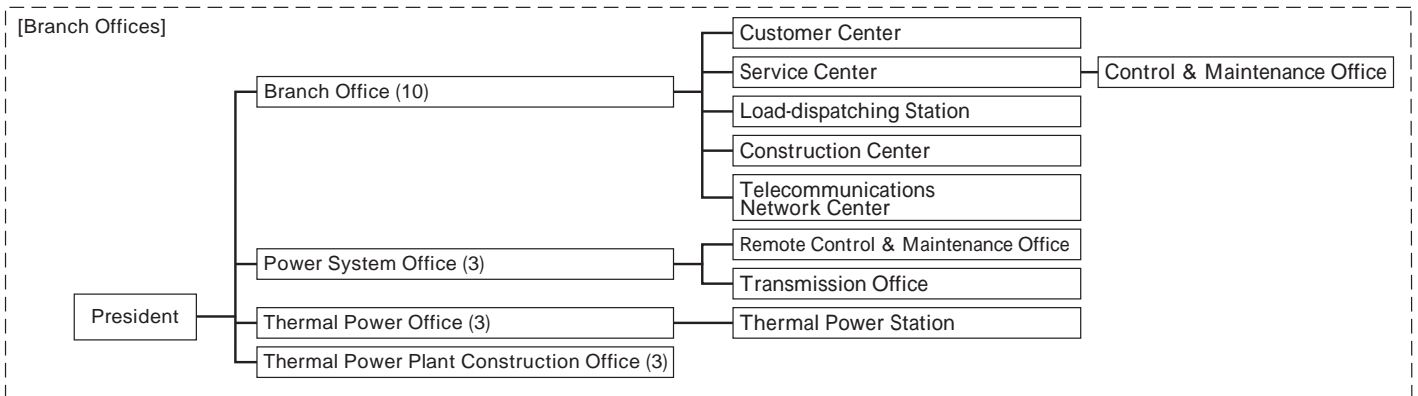 [Branch Offices]
Customer Center
Service Center
Control & Maintenance Office
Branch Office (10)
Load-dispatching Station
Construction Center
Telecommunications
Network Center
Remote Control & Maintenance Office
Power System Office (3)
Transmission Office
President
Thermal Power Office (3)
Thermal Power Station
Thermal Power Plant Construction Office (3)